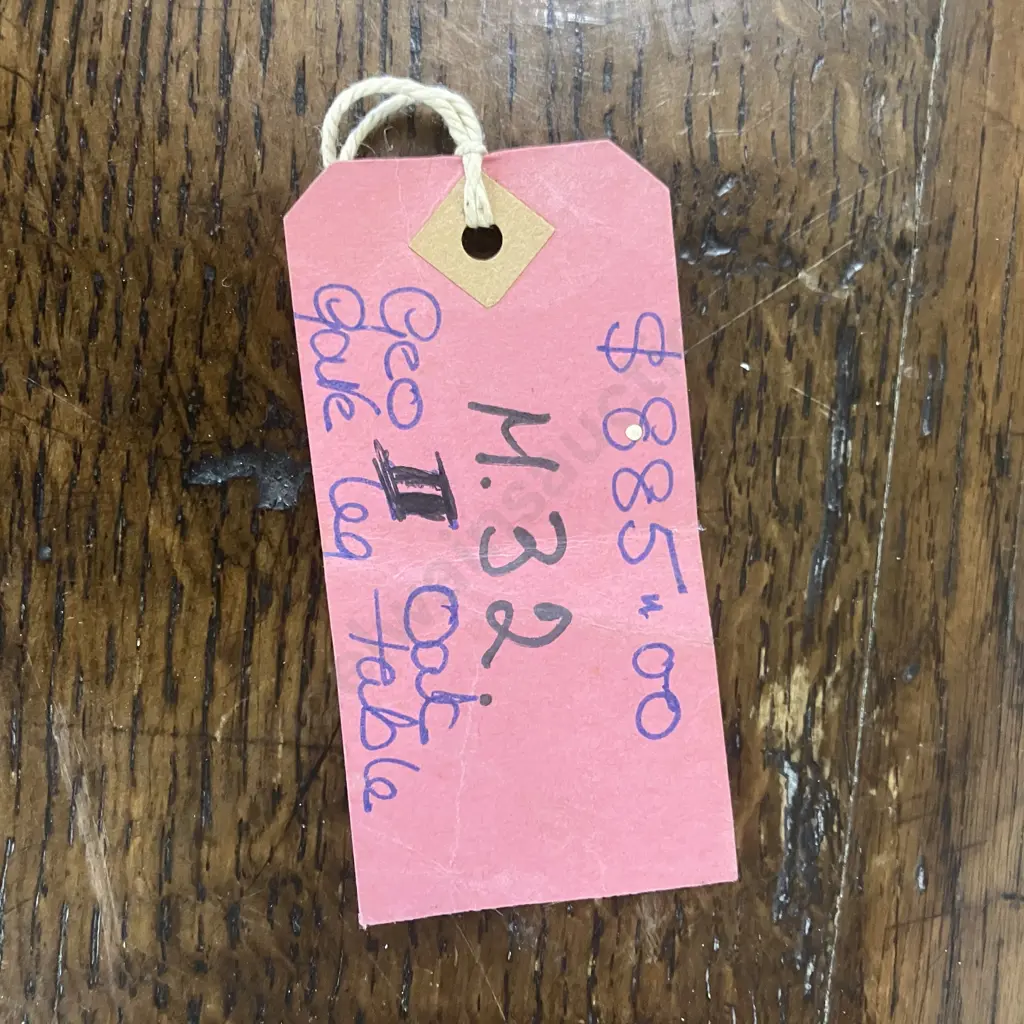 $885"00
M.32.
Geo II Oak
Gate Leg Table